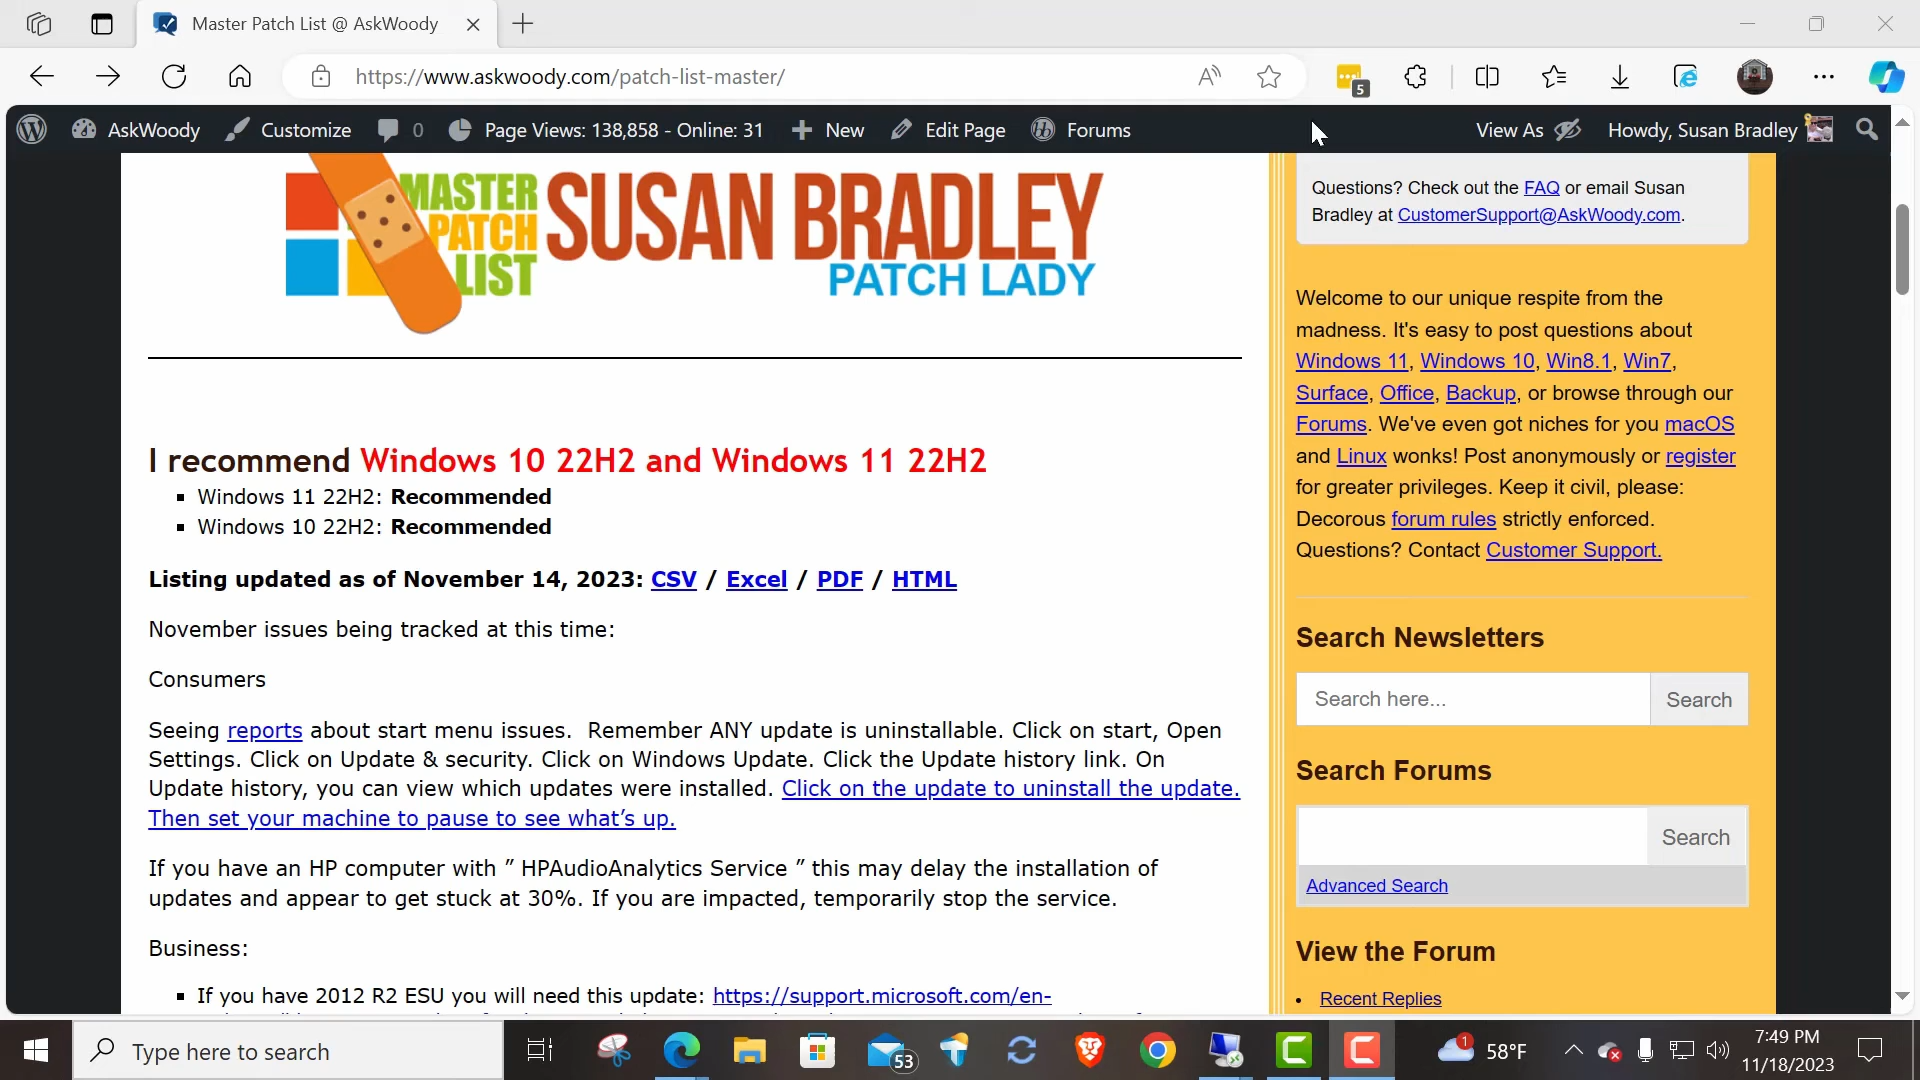 Master Patch List @ AskWoody
https://www.askwoody.com/patch-list-master/
5
AskWoody
Customize
0
Page Views: 138,858 - Online: 31
New
Edit Page
Forums
View As
Howdy, Susan Bradley
MASTER
PATCH
LIST
SUSAN BRADLEY
PATCH LADY
I recommend Windows 10 22H2 and Windows 11 22H2
Windows 11 22H2: Recommended
Windows 10 22H2: Recommended
Listing updated as of November 14, 2023: CSV / Excel / PDF / HTML
November issues being tracked at this time:
Consumers
Seeing reports about start menu issues.  Remember ANY update is uninstallable. Click on start, Open
Settings. Click on Update & security. Click on Windows Update. Click the Update history link. On
Update history, you can view which updates were installed. Click on the update to uninstall the update.
Then set your machine to pause to see what’s up.
If you have an HP computer with ” HPAudioAnalytics Service ” this may delay the installation of
updates and appear to get stuck at 30%. If you are impacted, temporarily stop the service.
Business:
If you have 2012 R2 ESU you will need this update: https://support.microsoft.com/en-
Questions? Check out the FAQ or email Susan
Bradley at CustomerSupport@AskWoody.com.
Welcome to our unique respite from the
madness. It's easy to post questions about
Windows 11, Windows 10, Win8.1, Win7,
Surface, Office, Backup, or browse through our
Forums. We've even got niches for you macOS
and Linux wonks! Post anonymously or register
for greater privileges. Keep it civil, please:
Decorous forum rules strictly enforced.
Questions? Contact Customer Support.
Search Newsletters
Search here...
Search
Search Forums
Search
Advanced Search
View the Forum
Recent Replies
Type here to search
53
1
58°F
7:49 PM
11/18/2023